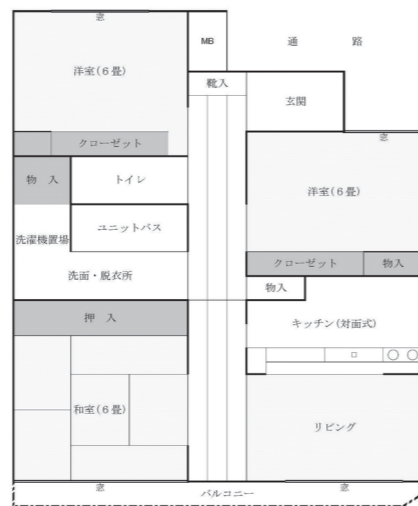 窓
MB
通 路
洋室(6畳)
靴入
玄関
窓
クローゼット
物 入
トイレ
洋室(6畳)
ユニットバス
洗濯機置場
洗面・脱衣所
クローゼット
物入
物入
押 入
キッチン(対面式)
和室(6畳)
リビング
窓
バルコニー
窓